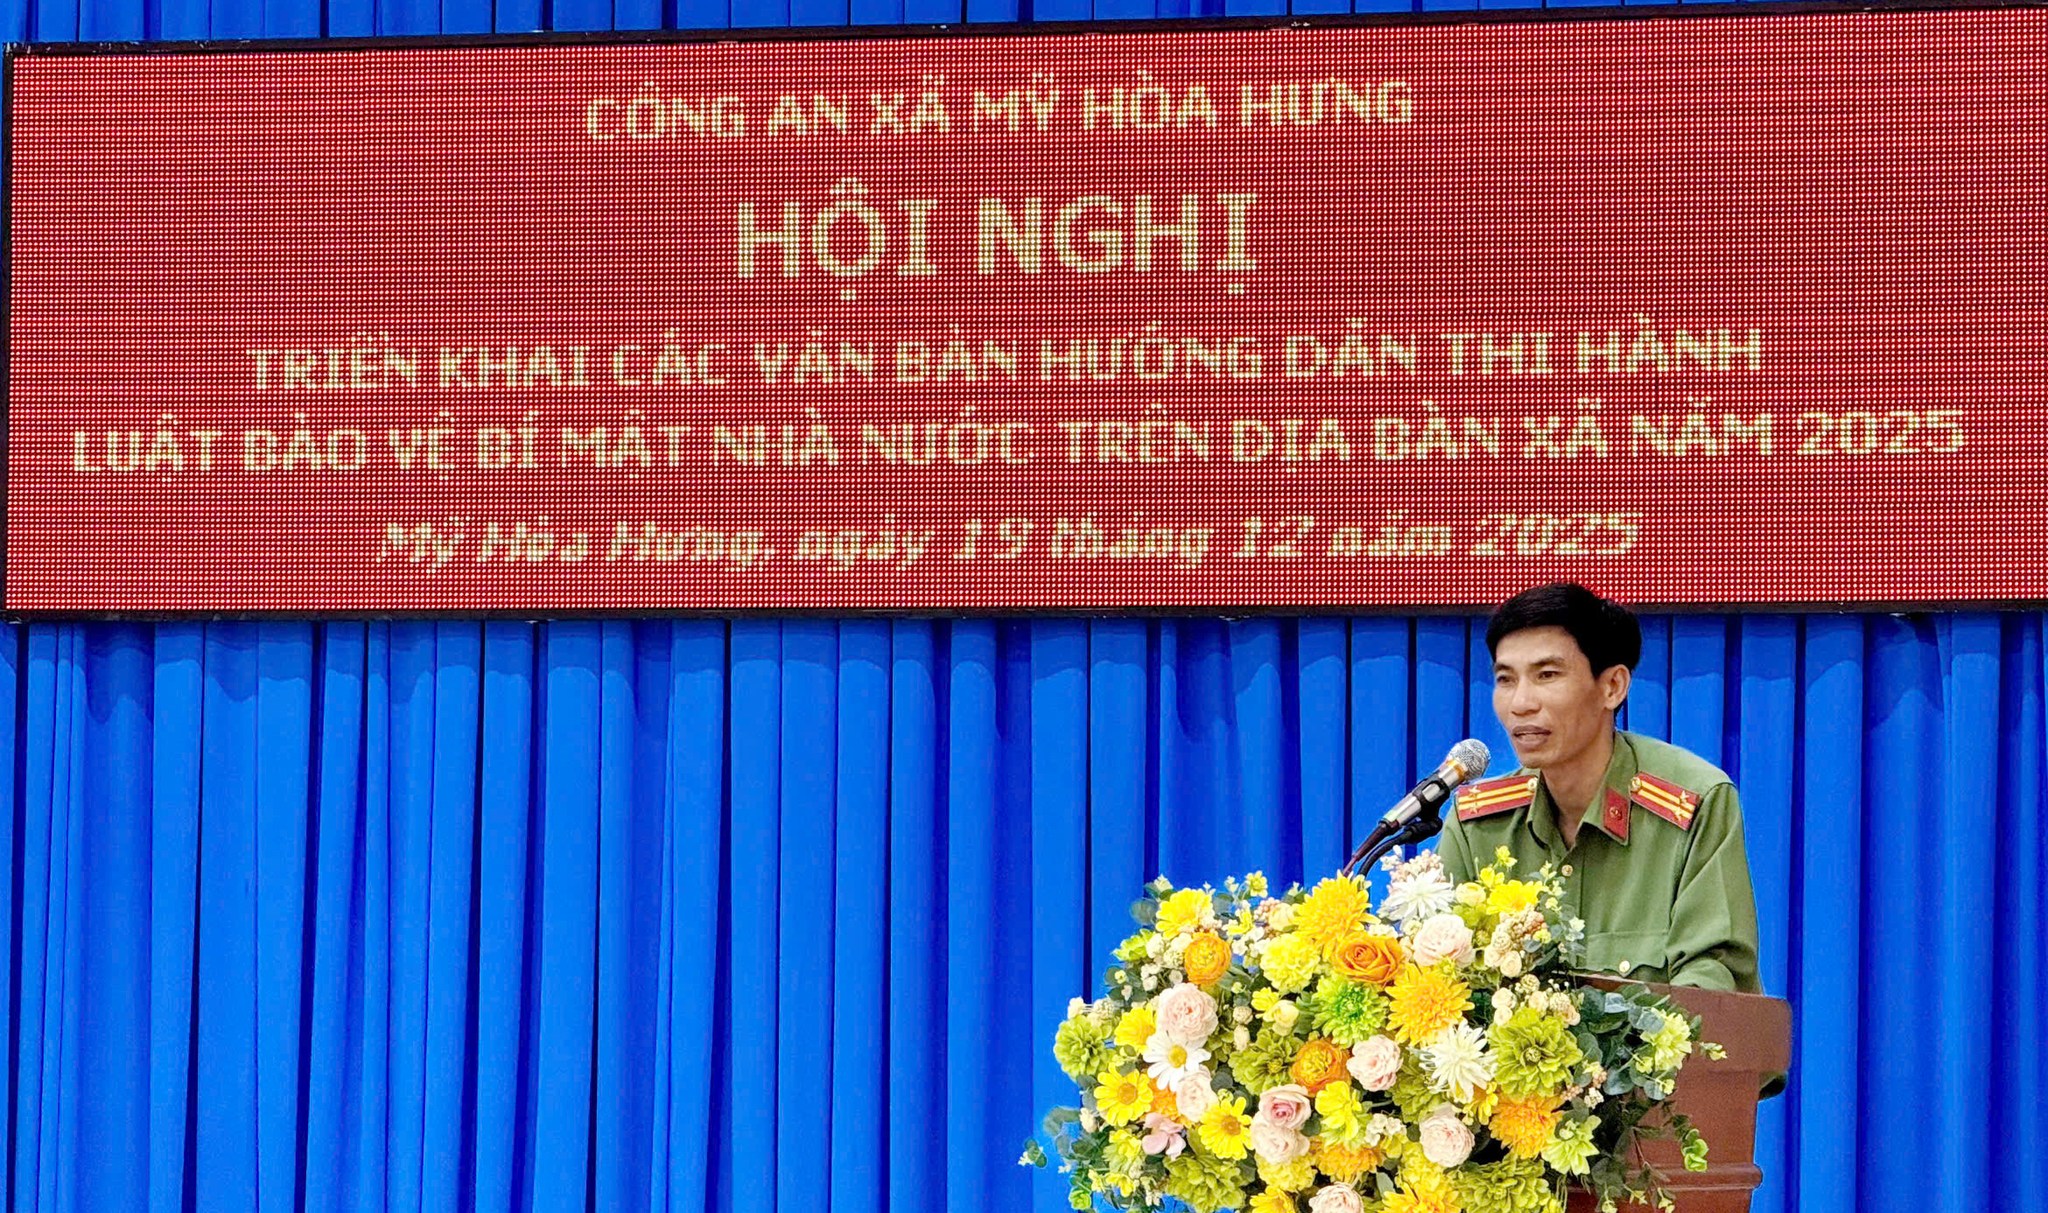 CÔNG AN XÃ MỸ HÒA HƯNG
HỘI NGHỊ
TRIỂN KHAI CÁC VĂN BẢN HƯỚNG DẪN THI HÀNH
LUẬT BẢO VỆ BÍ MẬT NHÀ NƯỚC TRÊN ĐỊA BÀN XÃ NĂM 2025
Mỹ Hòa Hưng, ngày 19 tháng 12 năm 2025